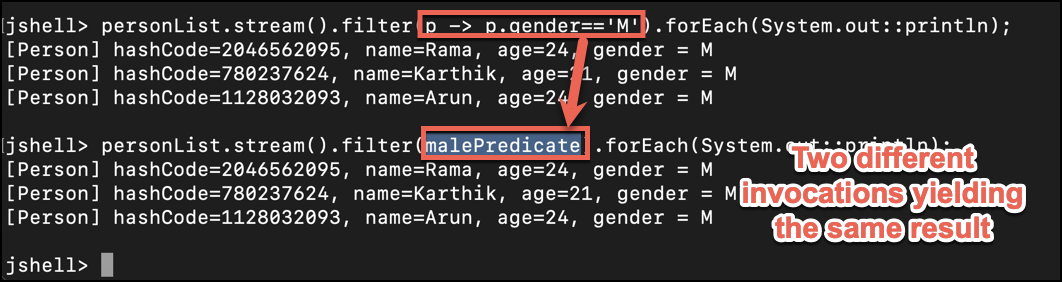 jshell> personList.stream().filter(p -> p.gender=='M').forEach(System.out::println);
[Person] hashCode=2046562095, name=Rama, age=24, gender = M
[Person] hashCode=780237624, name=Karthik, age=21, gender = M
[Person] hashCode=1128032093, name=Arun, age=24, gender = M
jshell> personList.stream().filter(malePredicate).forEach(System.out::println);
[Person] hashCode=2046562095, name=Rama, age=24, gender = M
[Person] hashCode=780237624, name=Karthik, age=21, gender = M
[Person] hashCode=1128032093, name=Arun, age=24, gender = M
Two different
invocations yielding
the same result
jshell>